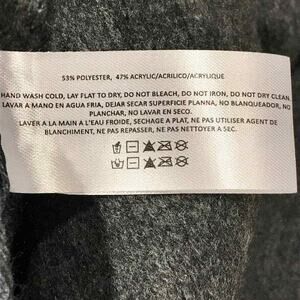 53% POLYESTER, 47% ACRYLIC/ACRILICO/ACRYLIQUE
HAND WASH COLD, LAY FLAT TO DRY, DO NOT BLEACH, DO NOT IRON, DO NOT DRY CLEAN.
LAVAR A MANO EN AGUA FRIA, DEJAR SECAR SUPERFICIE PLANNA, NO BLANQUEADOR, NO
PLANCHAR, NO LAVAR EN SECO.
LAVER À LA MAIN A L'EAU FROIDE, SECHAGE A PLAT, NE PAS UTILISER AGENT DE
BLANCHIMENT, NE PAS REPASSER, NE PAS NETTOYER A SEC.